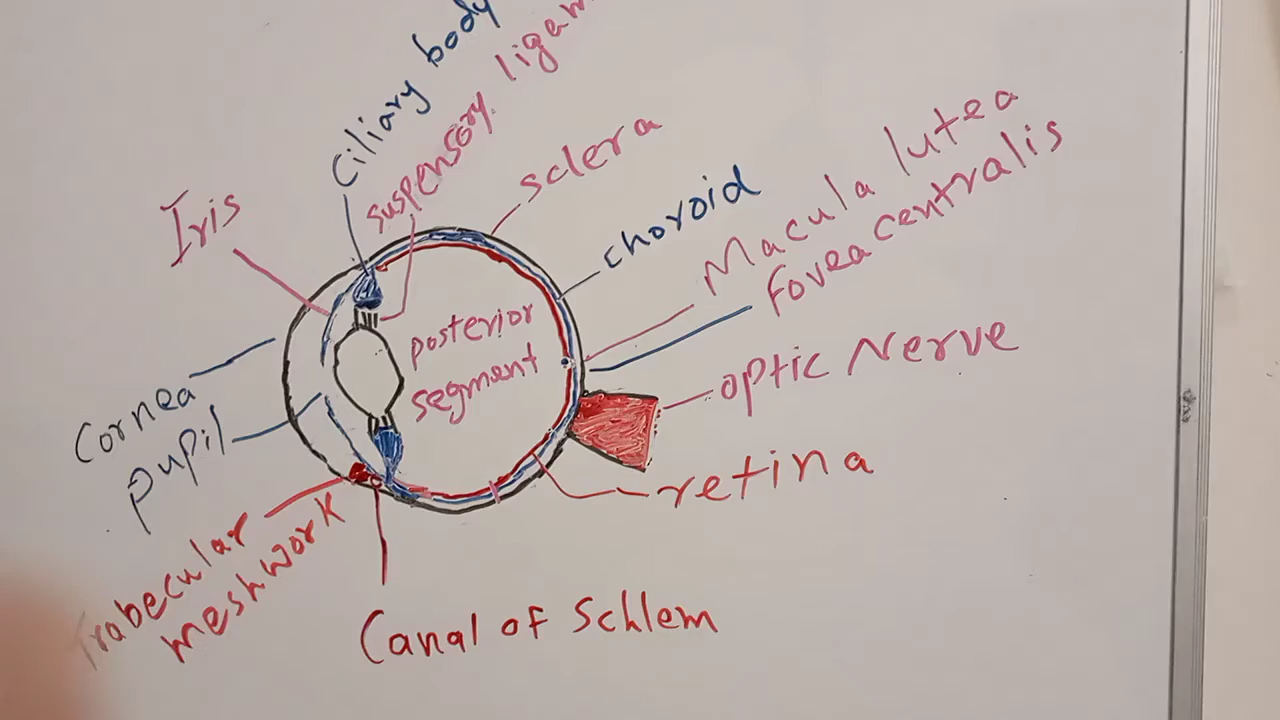 Ciliary body
suspensory ligam
sclera
Iris
choroid
Macula lutea
Fovea centralis
posterior
segment
optic Nerve
Cornea
pupil
retina
Trabecular
meshwork
Canal of Schlem